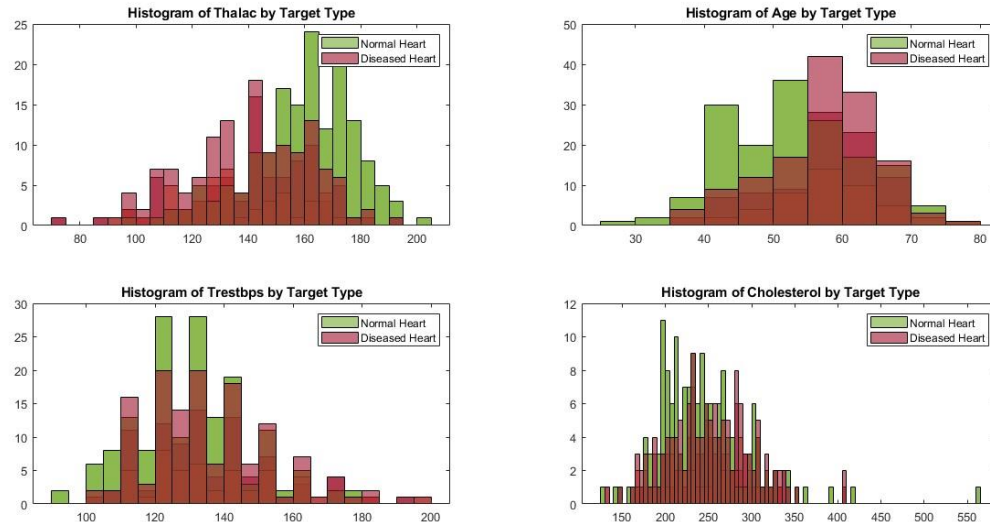 Histogram of Thalac by Target Type
25
20
15
10
5
0
80 100 120 140 160 180 200
Normal Heart
Diseased Heart
Histogram of Age by Target Type
50
40
30
20
10
0
30 40 50 60 70 80
Normal Heart
Diseased Heart
Histogram of Trestbps by Target Type
30
25
20
15
10
5
0
100 120 140 160 180 200
Normal Heart
Diseased Heart
Histogram of Cholesterol by Target Type
12
10
8
6
4
2
0
150 200 250 300 350 400 450 500 550
Normal Heart
Diseased Heart